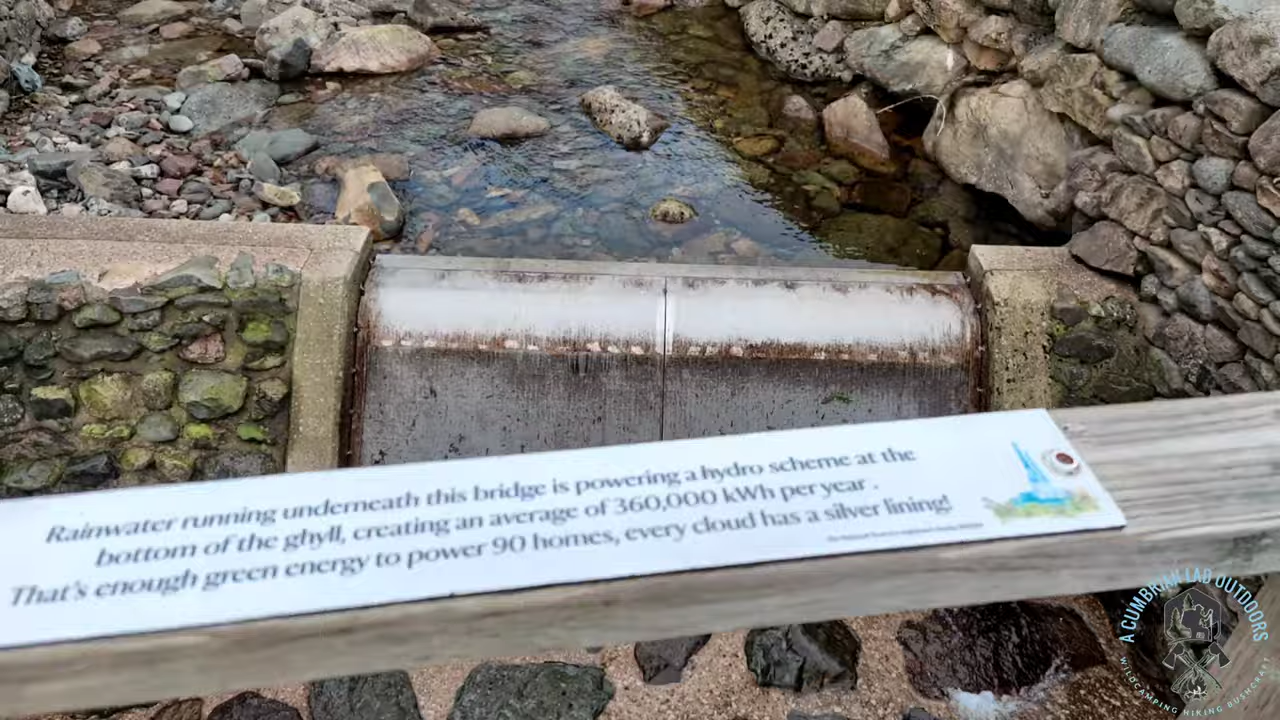 Rainwater running underneath this bridge is powering a hydro scheme at the
bottom of the ghyll, creating an average of 360,000 kWh per year .
That's enough green energy to power 90 homes, every cloud has a silver lining!
A CUMBRIAN LAD OUTDOORS
WILDCAMPING HIKING BUSHCRAFT